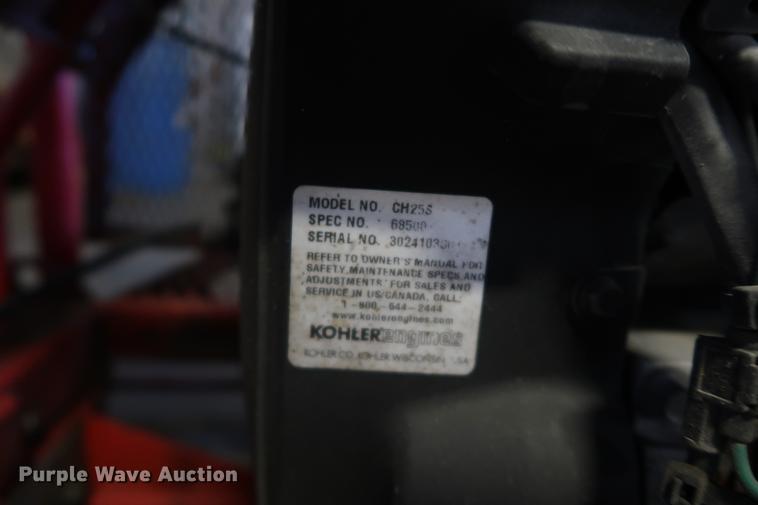 MODEL NO. CH25S
SPEC NO. 68500
SERIAL NO.
REFER TO OWNER'S MANUAL FOR
SAFETY, MAINTENANCE SPECS AND
ADJUSTMENTS. FOR SALES AND
SERVICE IN US/CANADA, CALL:
1-800-544-2444
www.kohlerengines.com
KOHLER engines
KOHLER CO. KOHLER WISCONSIN USA
Purple Wave Auction